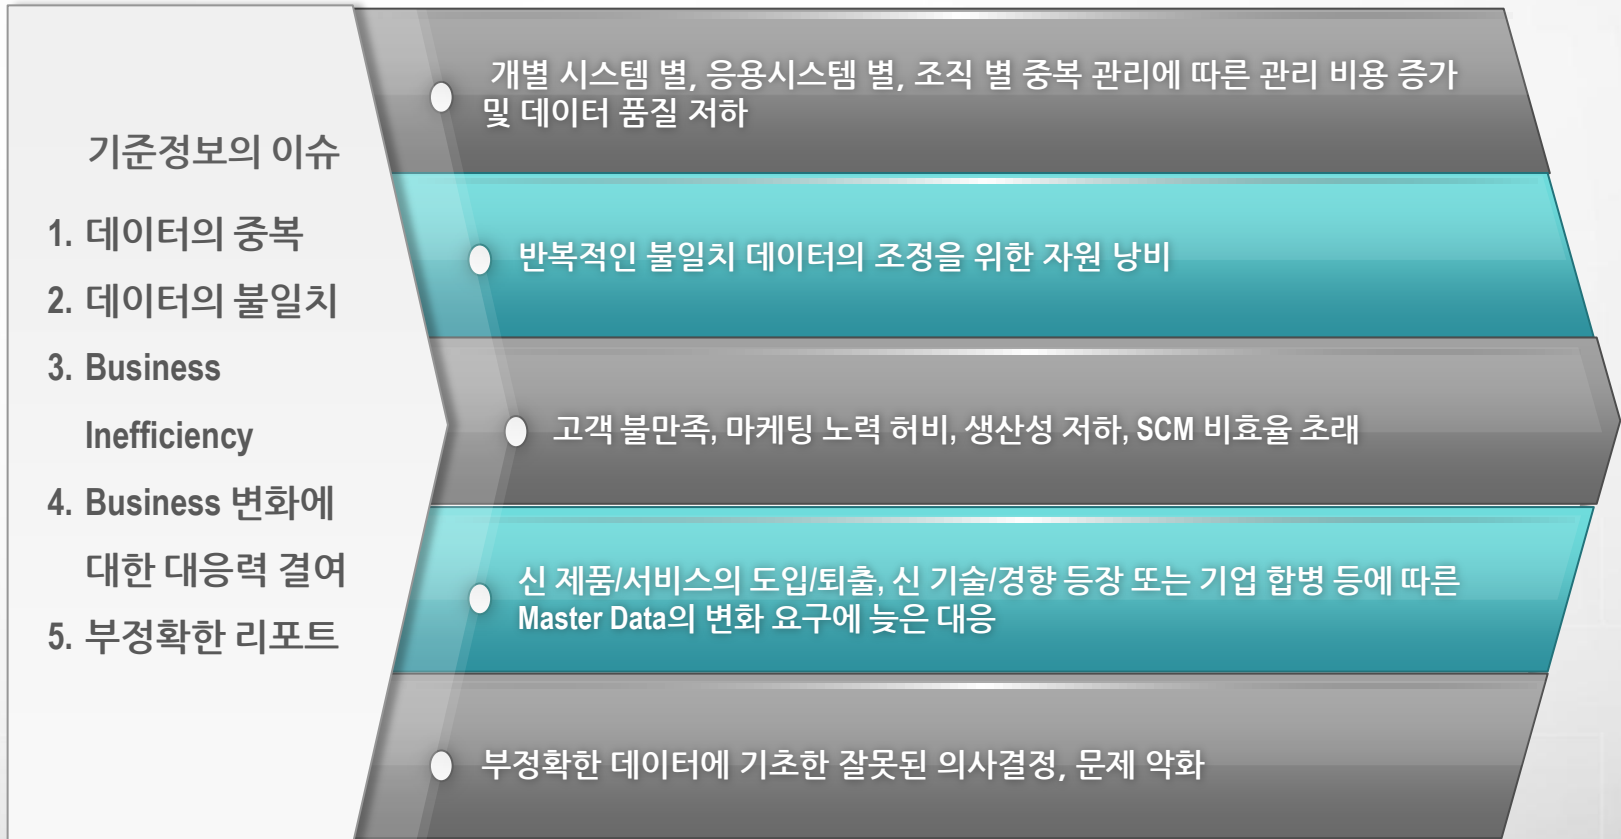 기준정보의 이슈
1. 데이터의 중복
2. 데이터의 불일치
3. Business
Inefficiency
4. Business 변화에
대한 대응력 결여
5. 부정확한 리포트
개별 시스템 별, 응용시스템 별, 조직 별 중복 관리에 따른 관리 비용 증가
및 데이터 품질 저하
반복적인 불일치 데이터의 조정을 위한 자원 낭비
고객 불만족, 마케팅 노력 허비, 생산성 저하, SCM 비효율 초래
신 제품/서비스의 도입/퇴출, 신 기술/경향 등장 또는 기업 합병 등에 따른
Master Data의 변화 요구에 늦은 대응
부정확한 데이터에 기초한 잘못된 의사결정, 문제 악화